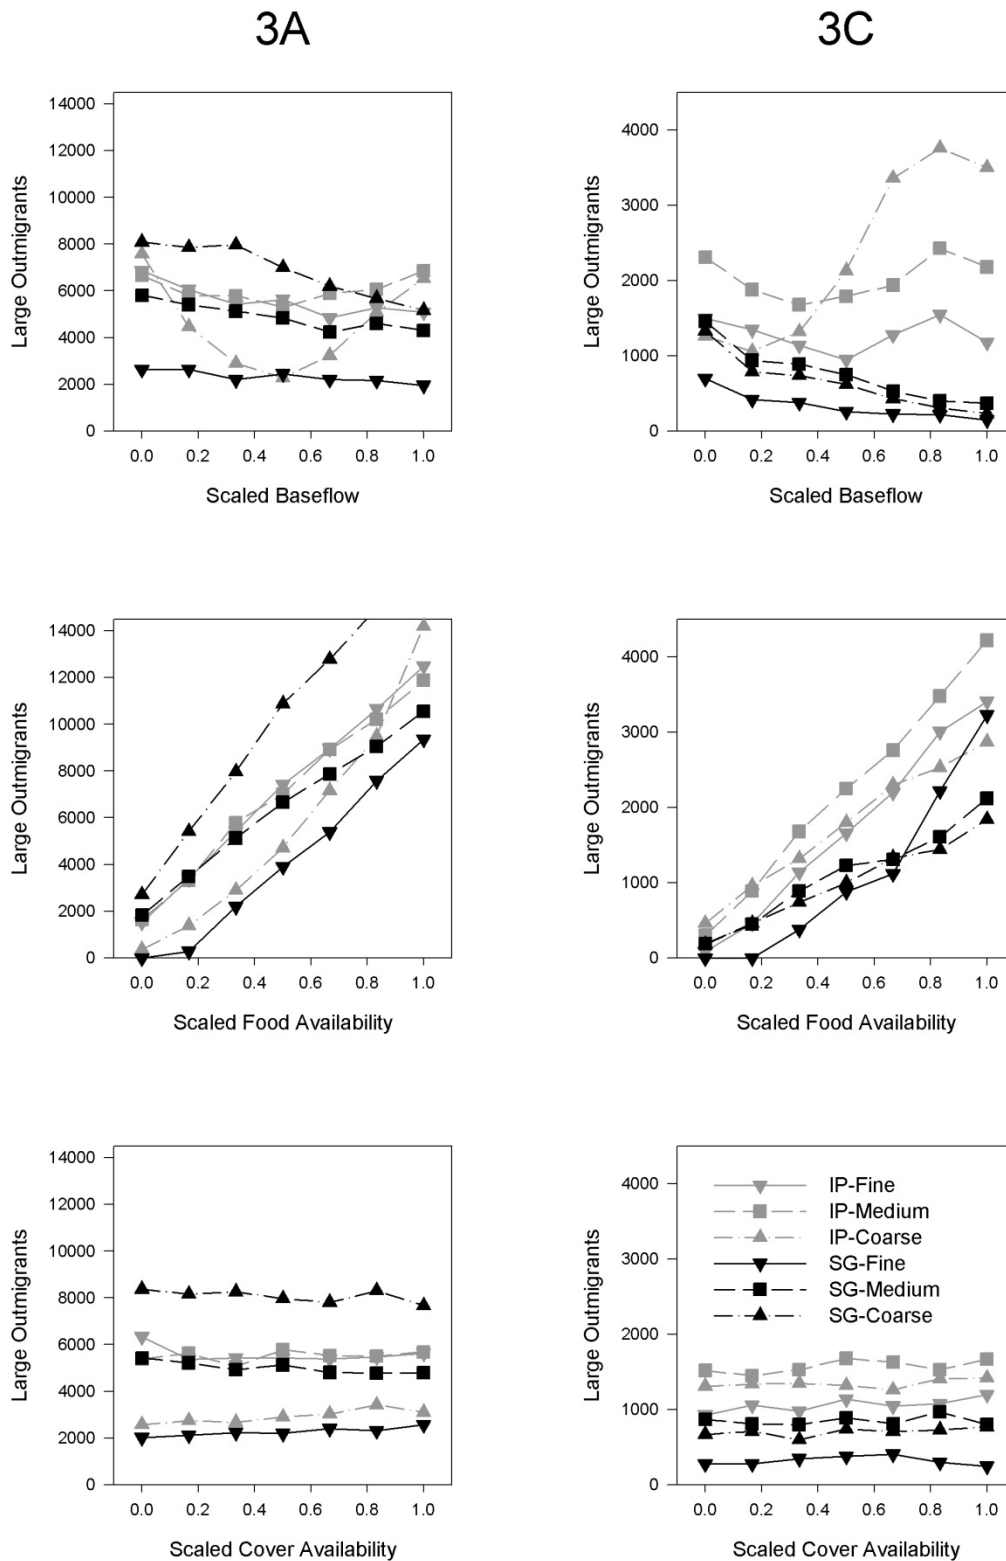 3A
3C
Large Outmigrants
14000
12000
10000
8000
6000
4000
2000
0
0.0 0.2 0.4 0.6 0.8 1.0
Scaled Baseflow
Large Outmigrants
4000
3000
2000
1000
0
0.0 0.2 0.4 0.6 0.8 1.0
Scaled Baseflow
Large Outmigrants
14000
12000
10000
8000
6000
4000
2000
0
0.0 0.2 0.4 0.6 0.8 1.0
Scaled Food Availability
Large Outmigrants
4000
3000
2000
1000
0
0.0 0.2 0.4 0.6 0.8 1.0
Scaled Food Availability
Large Outmigrants
14000
12000
10000
8000
6000
4000
2000
0
0.0 0.2 0.4 0.6 0.8 1.0
Scaled Cover Availability
Large Outmigrants
4000
3000
2000
1000
0
IP-Fine
IP-Medium
IP-Coarse
SG-Fine
SG-Medium
SG-Coarse
0.0 0.2 0.4 0.6 0.8 1.0
Scaled Cover Availability